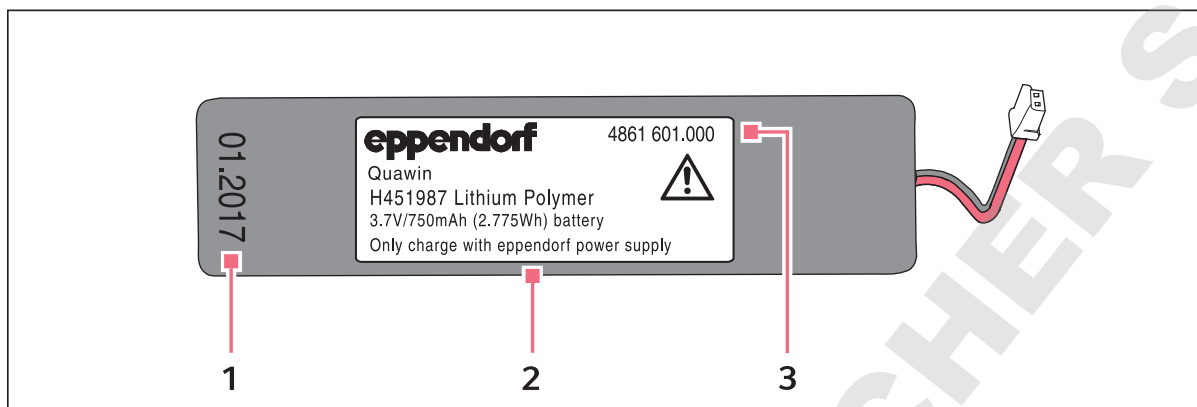 01.2017
eppendorf 4861 601.000
Quawin
H451987 Lithium Polymer
3.7V/750mAh (2.775Wh) battery
Only charge with eppendorf power supply
1 2 3
CHER S